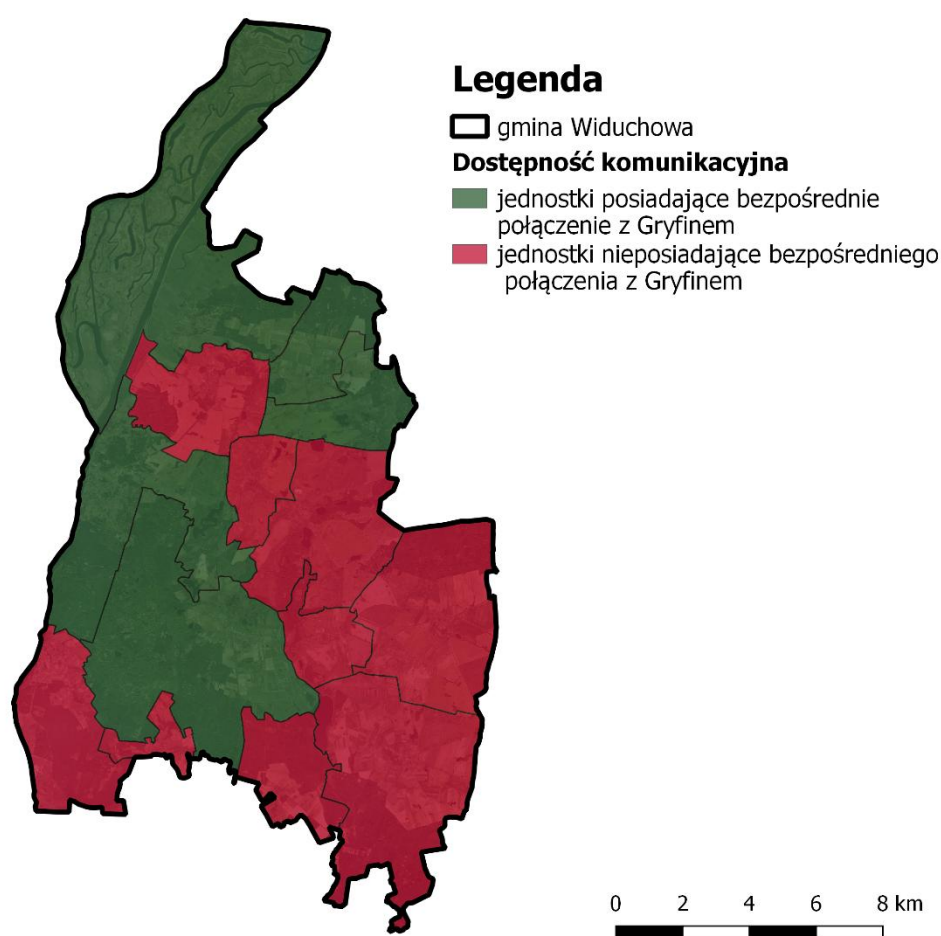 Legenda
gmina Widuchowa
Dostępność komunikacyjna
jednostki posiadające bezpośrednie
połączenie z Gryfinem
jednostki nieposiadające bezpośredniego
połączenia z Gryfinem
0 2 4 6 8 km